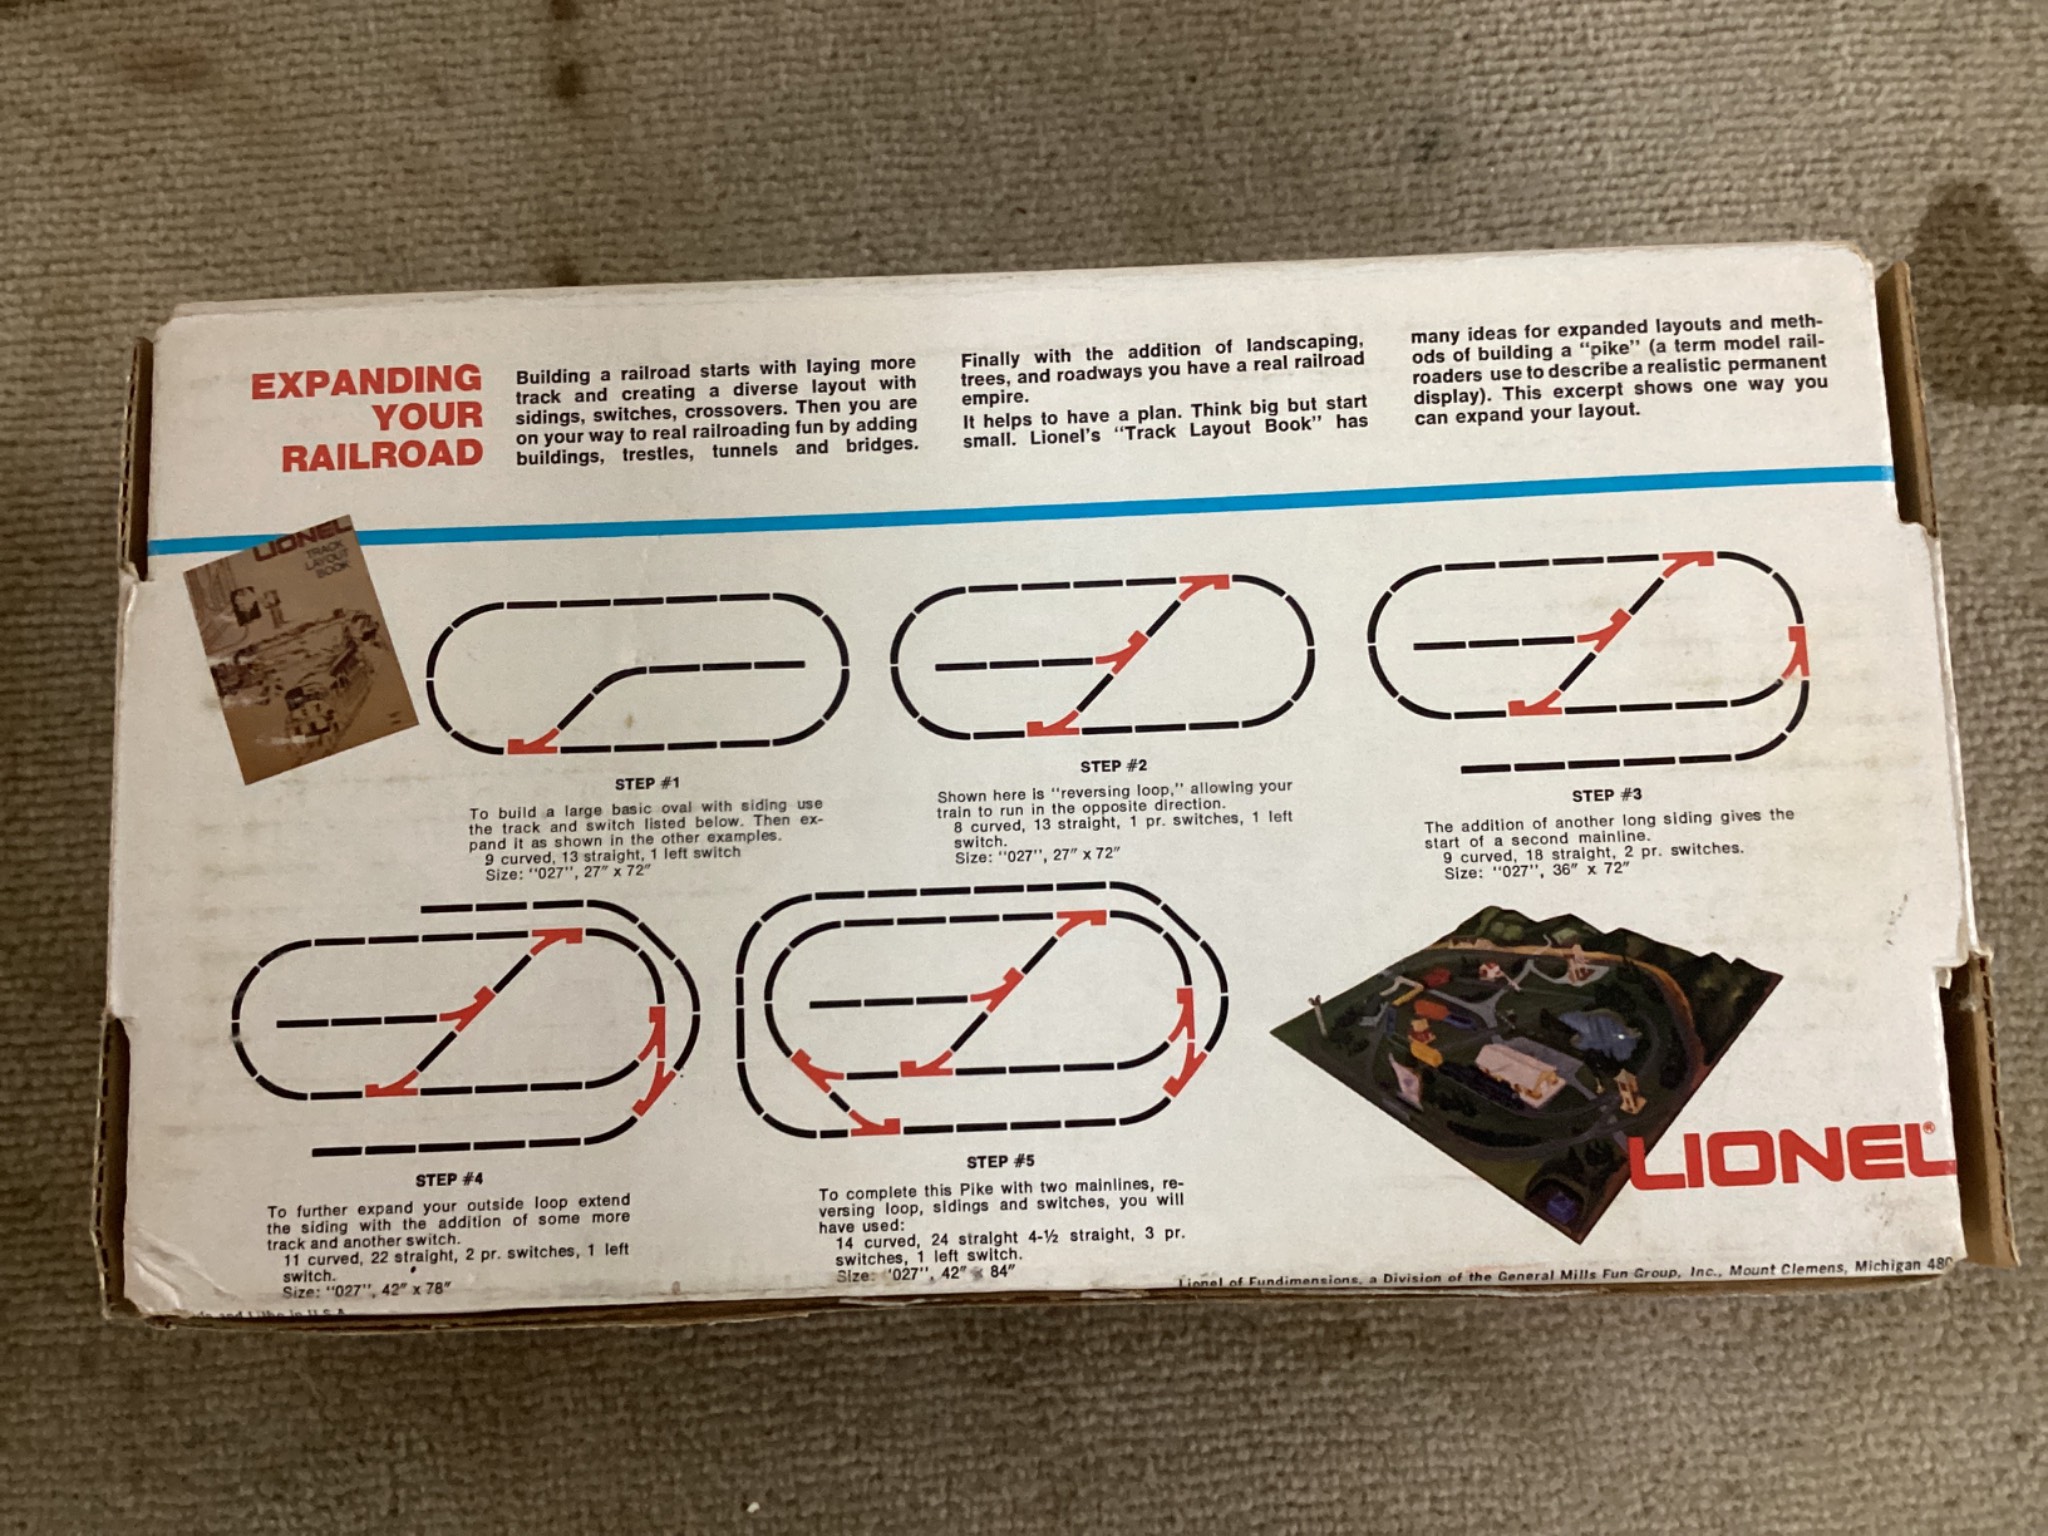 EXPANDING
YOUR
RAILROAD
Building a railroad starts with laying more
track and creating a diverse layout with
sidings, switches, crossovers. Then you are
on your way to real railroading fun by adding
buildings, trestles, tunnels and bridges.
Finally with the addition of landscaping,
trees, and roadways you have a real railroad
empire.
It helps to have a plan. Think big but start
small. Lionel's "Track Layout Book" has
many ideas for expanded layouts and meth-
ods of building a "pike" (a term model rail-
roaders use to describe a realistic permanent
display). This excerpt shows one way you
can expand your layout.
LIONEL
TRACK
LAYOUT
BOOK
STEP #1
To build a large basic oval with siding use
the track and switch listed below. Then ex-
pand it as shown in the other examples.
9 curved, 13 straight, 1 left switch
Size: "027", 27" x 72"
STEP #2
Shown here is "reversing loop," allowing your
train to run in the opposite direction.
8 curved, 13 straight, 1 pr. switches, 1 left
switch.
Size: "027", 27" x 72"
STEP #3
The addition of another long siding gives the
start of a second mainline.
9 curved, 18 straight, 2 pr. switches.
Size: "027", 36" x 72"
STEP #4
To further expand your outside loop extend
the siding with the addition of some more
track and another switch.
11 curved, 22 straight, 2 pr. switches, 1 left
switch.
Size: "027", 42" x 78"
STEP #5
To complete this Pike with two mainlines, re-
versing loop, sidings and switches, you will
have used:
14 curved, 24 straight 4-½ straight, 3 pr.
switches, 1 left switch.
Size: '027", 42" x 84"
LIONEL®
Lionel of Fundimensions, a Division of the General Mills Fun Group, Inc., Mount Clemens, Michigan 480
and Litho in U.S.A.